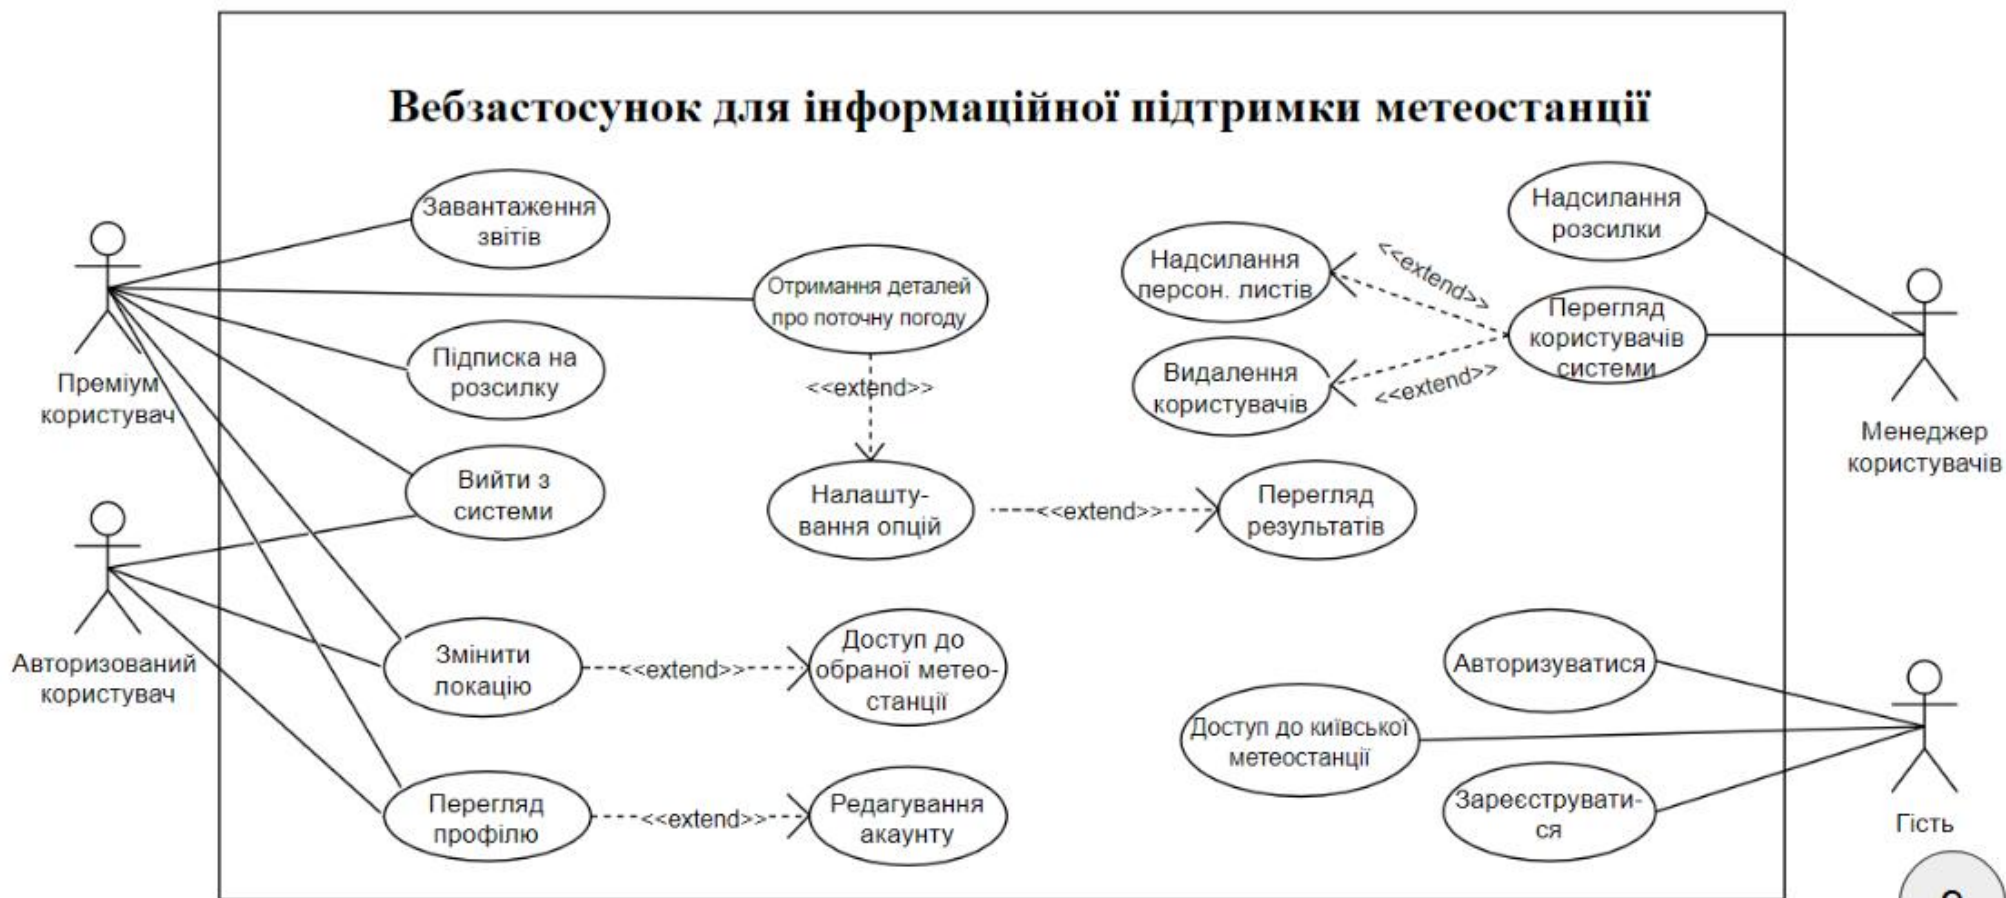 Вебзастосунок для інформаційної підтримки метеостанції
Завантаження
звітів
Надсилання
розсилки
Надсилання
персон. листів
<<extend>>
Отримання деталей
про поточну погоду
Перегляд
користувачів
системи
Преміум
користувач
Підписка на
розсилку
<<extend>>
Видалення
користувачів
<<extend>>
Менеджер
користувачів
Вийти з
системи
Налашту-
вання опцій
<<extend>>
Перегляд
результатів
Авторизований
користувач
Змінити
локацію
<<extend>>
Доступ до
обраної метео-
станції
Авторизуватися
Доступ до київської
метеостанції
Перегляд
профілю
<<extend>>
Редагування
акаунту
Зареєструвати-
ся
Гість